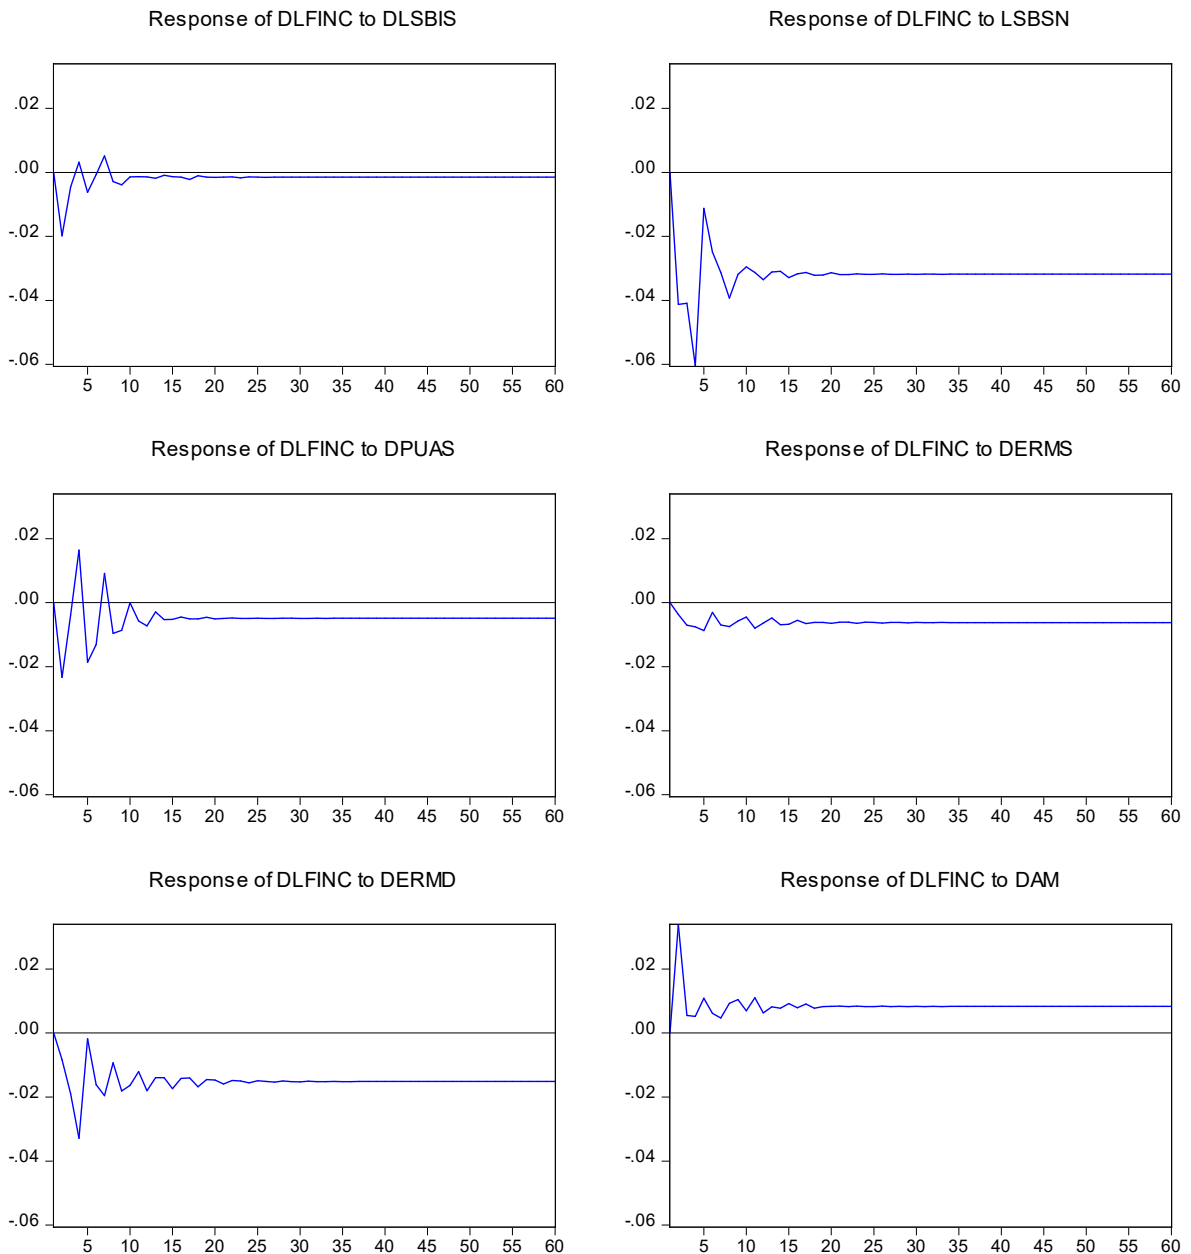 Response of DLFINC to DLSBIS
.02
.00
-.02
-.04
-.06
5 10 15 20 25 30 35 40 45 50 55 60
Response of DLFINC to LSBSN
.02
.00
-.02
-.04
-.06
5 10 15 20 25 30 35 40 45 50 55 60
Response of DLFINC to DPUAS
.02
.00
-.02
-.04
-.06
5 10 15 20 25 30 35 40 45 50 55 60
Response of DLFINC to DERMS
.02
.00
-.02
-.04
-.06
5 10 15 20 25 30 35 40 45 50 55 60
Response of DLFINC to DERMD
.02
.00
-.02
-.04
-.06
5 10 15 20 25 30 35 40 45 50 55 60
Response of DLFINC to DAM
.02
.00
-.02
-.04
-.06
5 10 15 20 25 30 35 40 45 50 55 60